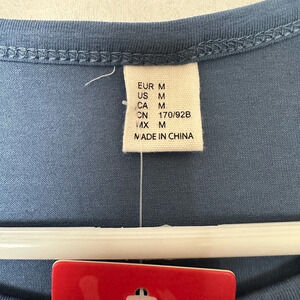 EUR M
US M
CA M
CN 170/92B
MX M
MADE IN CHINA